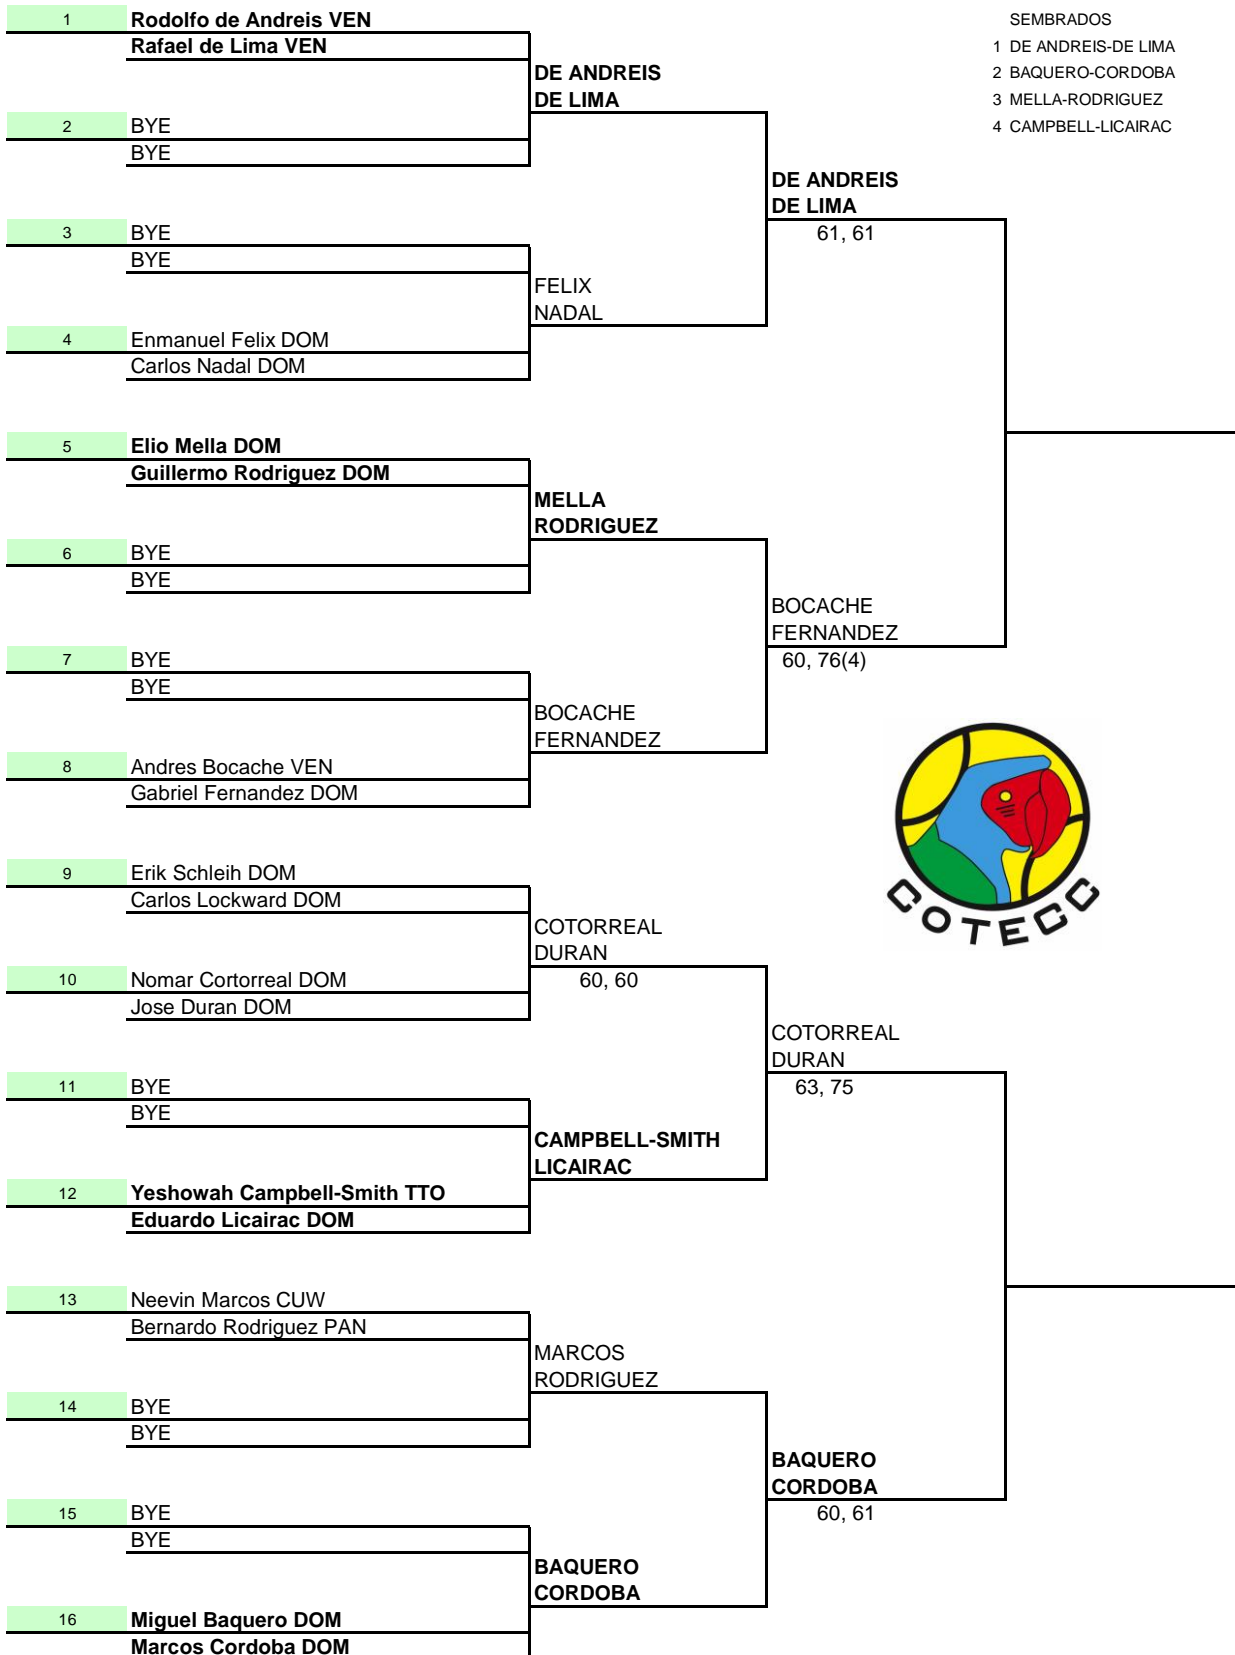 1 Rodolfo de Andreis VEN
Rafael de Lima VEN
SEMBRADOS
1 DE ANDREIS-DE LIMA
2 BAQUERO-CORDOBA
3 MELLA-RODRIGUEZ
4 CAMPBELL-LICAIRAC
DE ANDREIS
DE LIMA
2 BYE
BYE
DE ANDREIS
DE LIMA
61, 61
3 BYE
BYE
FELIX
NADAL
4 Enmanuel Felix DOM
Carlos Nadal DOM
5 Elio Mella DOM
Guillermo Rodriguez DOM
MELLA
RODRIGUEZ
6 BYE
BYE
BOCACHE
FERNANDEZ
60, 76(4)
7 BYE
BYE
BOCACHE
FERNANDEZ
8 Andres Bocache VEN
Gabriel Fernandez DOM
COTECC
9 Erik Schleih DOM
Carlos Lockward DOM
COTORREAL
DURAN
60, 60
10 Nomar Cortorreal DOM
Jose Duran DOM
COTORREAL
DURAN
63, 75
11 BYE
BYE
CAMPBELL-SMITH
LICAIRAC
12 Yeshowah Campbell-Smith TTO
Eduardo Licairac DOM
13 Neevin Marcos CUW
Bernardo Rodriguez PAN
MARCOS
RODRIGUEZ
14 BYE
BYE
BAQUERO
CORDOBA
60, 61
15 BYE
BYE
BAQUERO
CORDOBA
16 Miguel Baquero DOM
Marcos Cordoba DOM